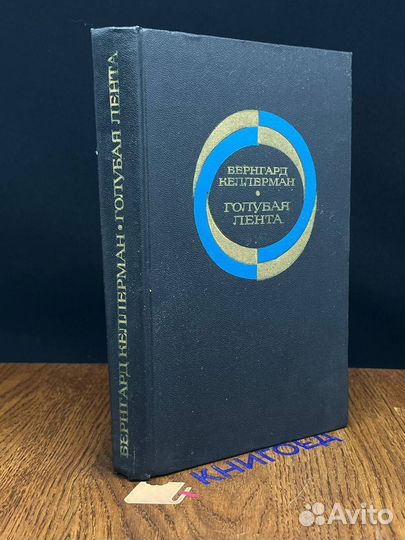 БЕРНГАРД КЕЛЛЕРМАН • ГОЛУБАЯ ЛЕНТА
БЕРНГАРД
КЕЛЛЕРМАН
•
ГОЛУБАЯ
ЛЕНТА
КНИГОЕД
Avito